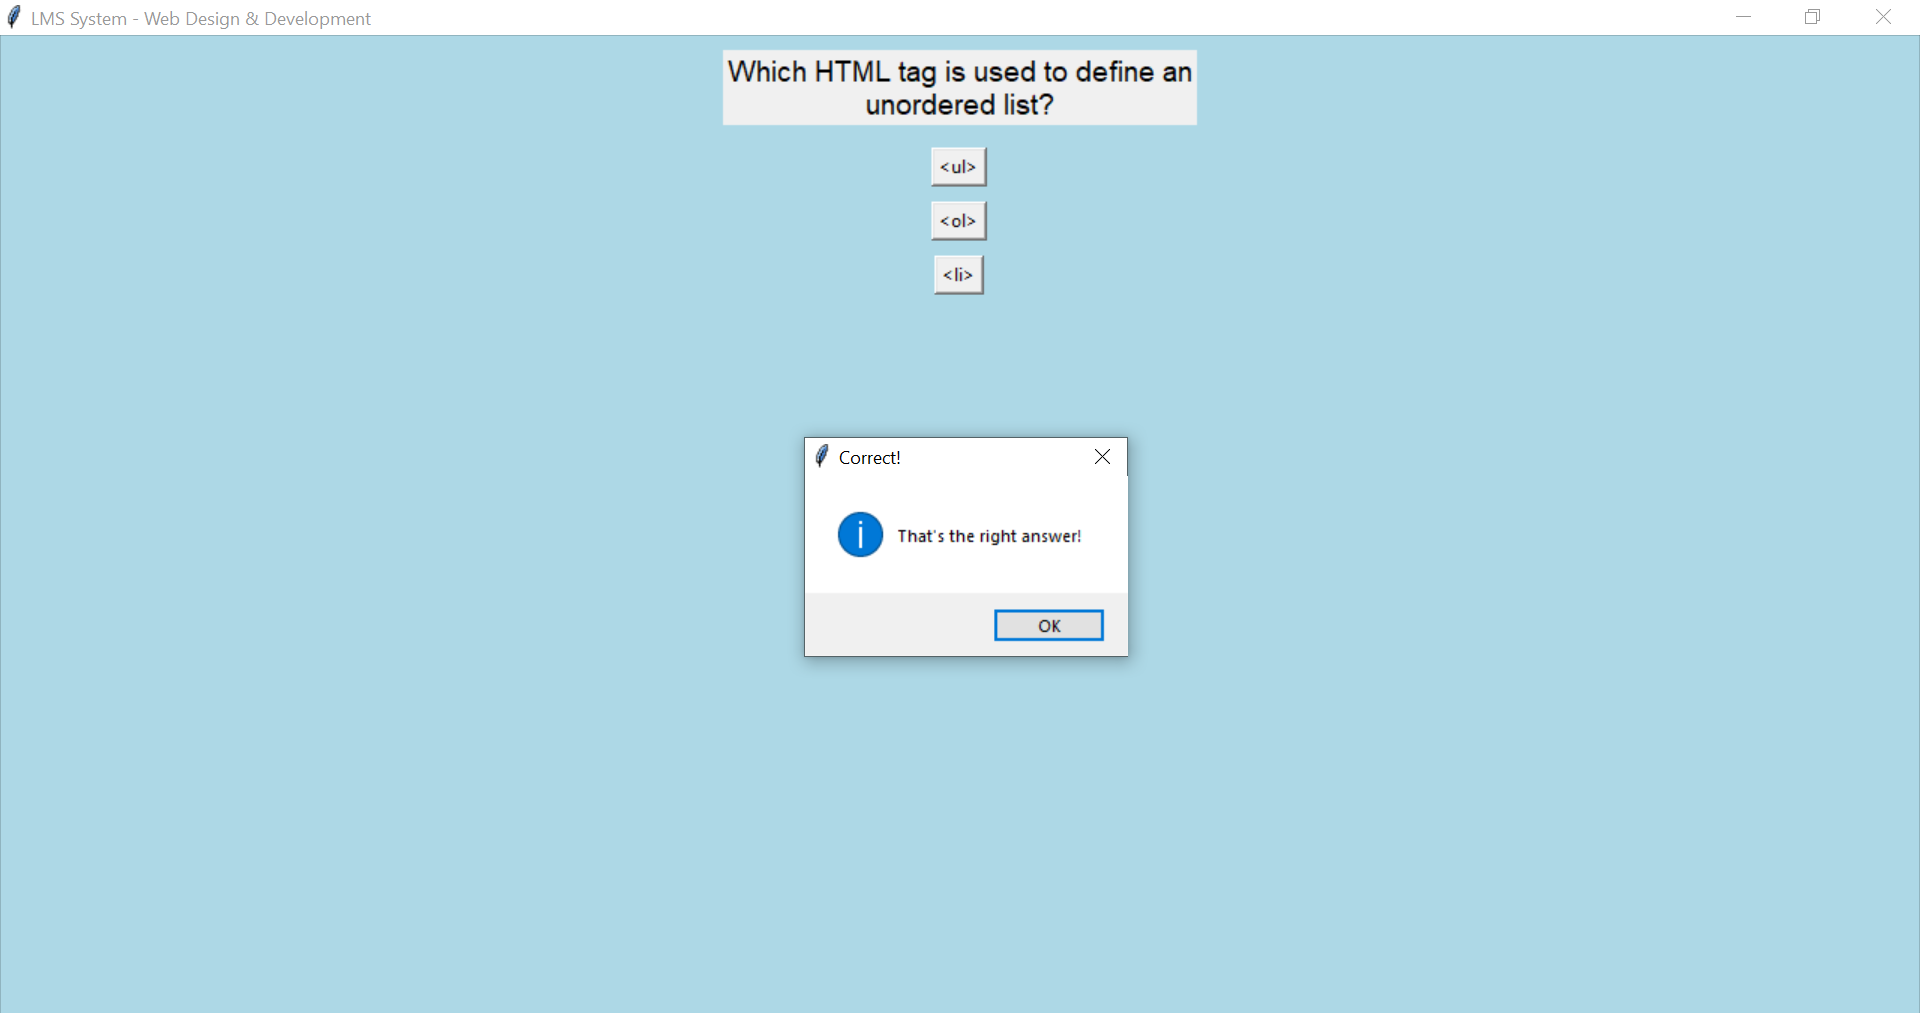 LMS System - Web Design & Development
Which HTML tag is used to define an
unordered list?
<ul>
<ol>
<li>
Correct!
That's the right answer!
OK